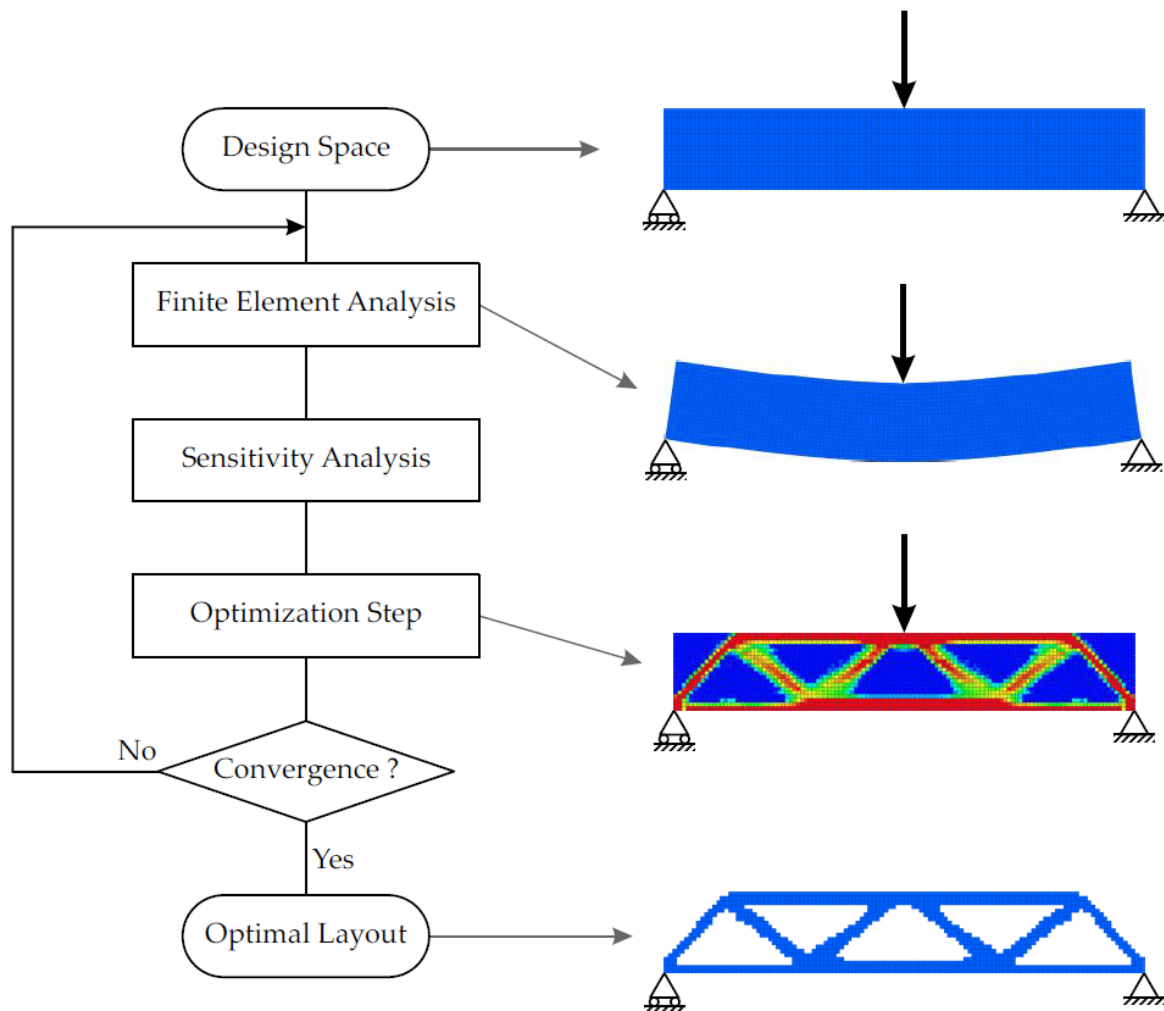 Design Space
Finite Element Analysis
Sensitivity Analysis
Optimization Step
No
Convergence ?
Yes
Optimal Layout